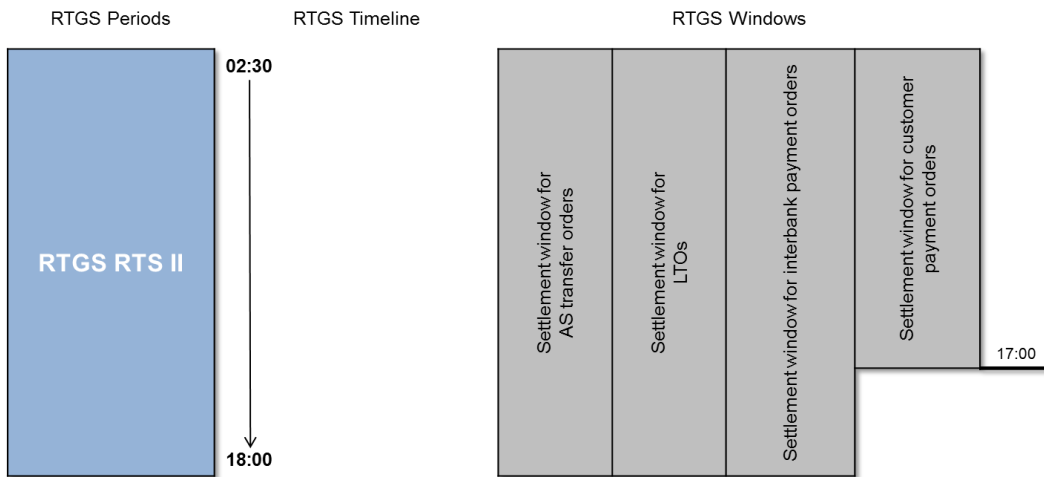 RTGS Periods
RTGS Timeline
RTGS Windows
RTGS RTS II
02:30
18:00
Settlement window for
AS transfer orders
Settlement window for
LTOs
Settlement window for interbank payment orders
Settlement window for customer
payment orders
17:00